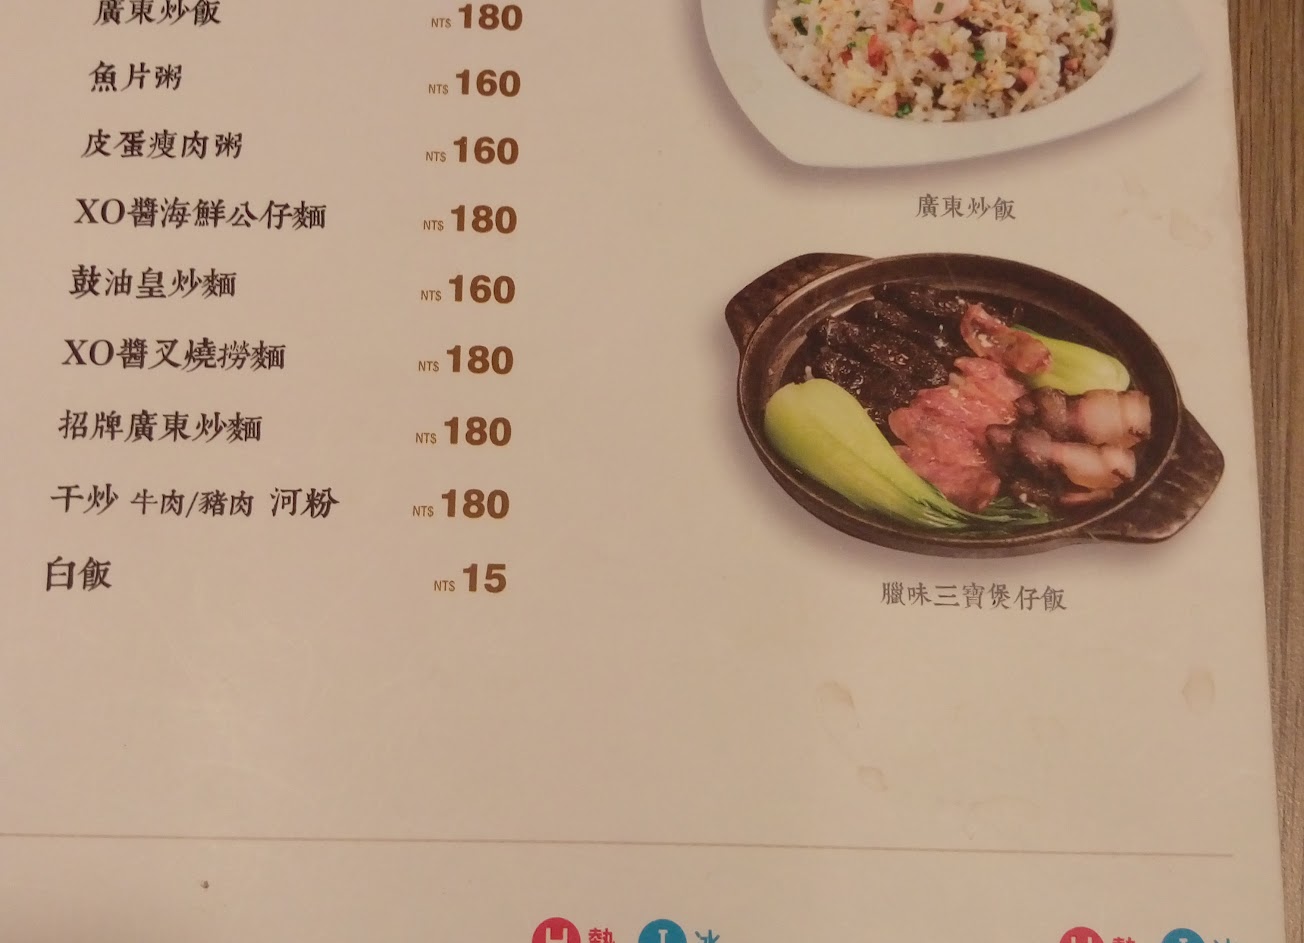 廣東炒飯 NT$ 180
魚片粥 NT$ 160
皮蛋瘦肉粥 NT$ 160
XO醬海鮮公仔麵 NT$ 180
鼓油皇炒麵 NT$ 160
XO醬叉燒撈麵 NT$ 180
招牌廣東炒麵 NT$ 180
干炒 牛肉/豬肉 河粉 NT$ 180
白飯 NT$ 15
廣東炒飯
臘味三寶煲仔飯
H 熱 I 冰
H 熱 I 冰